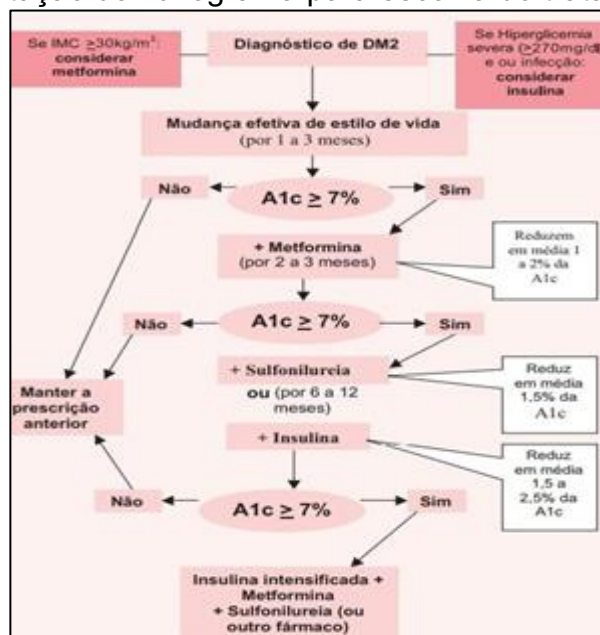 Se IMC ≥30kg/m²:
considerar
metformina
Diagnóstico de DM2
Se Hiperglicemia
severa (≥270mg/dl)
e ou infecção:
considerar
insulina
Mudança efetiva de estilo de vida
(por 1 a 3 meses)
Não
A1c ≥ 7%
Sim
+ Metformina
(por 2 a 3 meses)
Reduzem
em média 1
a 2% da
A1c
Não
A1c ≥ 7%
Sim
+ Sulfonilureia
ou (por 6 a 12
meses)
Reduz
em média
1,5% da
A1c
Manter a
prescrição
anterior
+ Insulina
Reduz
em média
1,5 a
2,5% da
A1c
Não
A1c ≥ 7%
Sim
Insulina intensificada +
Metformina
+ Sulfonilureia (ou
outro fármaco)